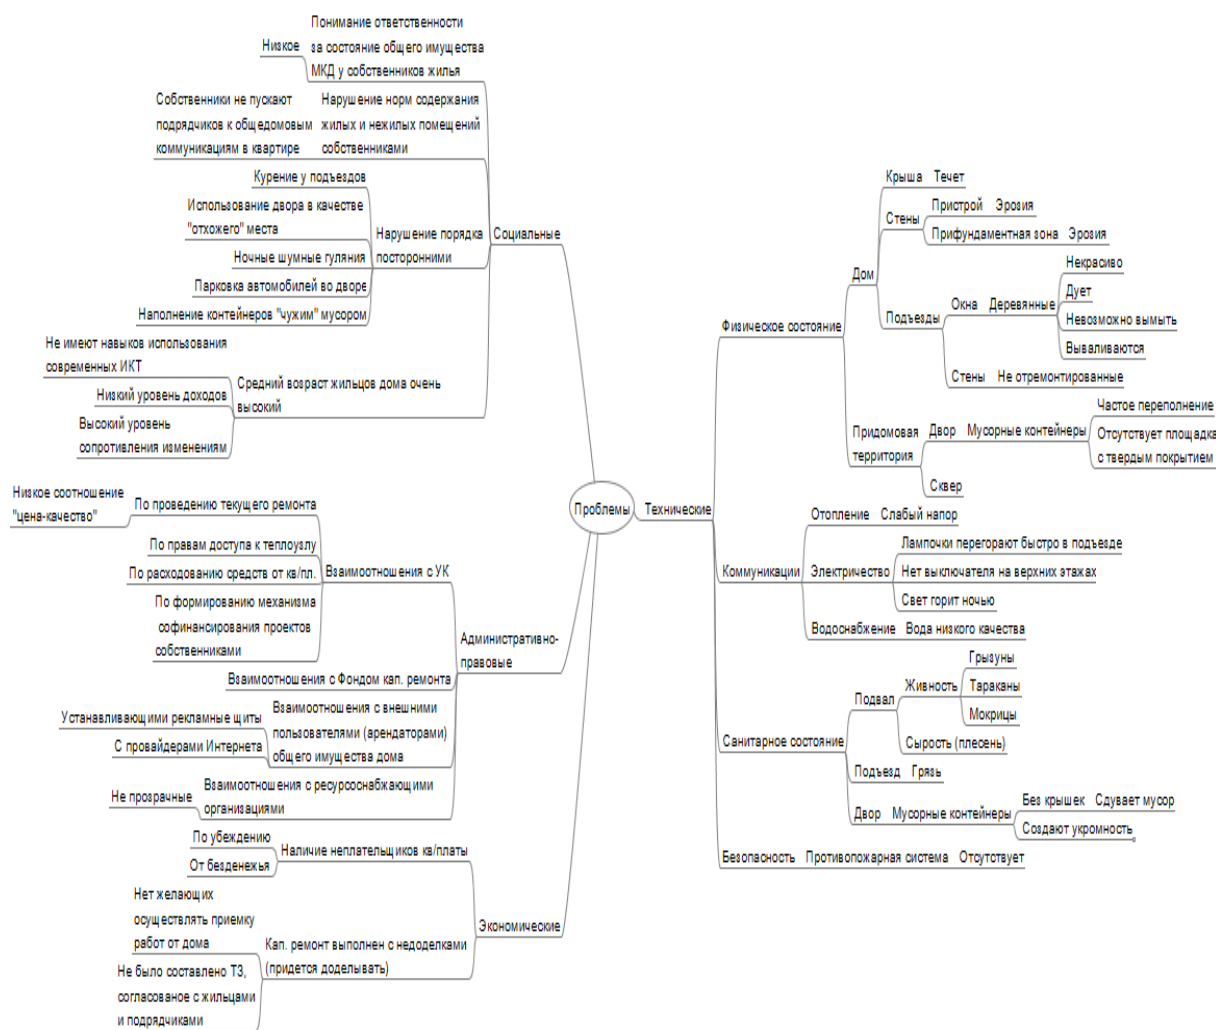 Проблемы
Социальные
Понимание ответственности
за состояние общего имущества
МКД у собственников жилья
Низкое
Нарушение норм содержания
жилых и нежилых помещений
собственниками
Собственники не пускают
подрядчиков к общедомовым
коммуникациям в квартире
Нарушение порядка
посторонними
Курение у подъездов
Использование двора в качестве
"отхожего" места
Ночные шумные гуляния
Парковка автомобилей во дворе
Наполнение контейнеров "чужим" мусором
Средний возраст жильцов дома очень
высокий
Не имеют навыков использования
современных ИКТ
Низкий уровень доходов
Высокий уровень
сопротивления изменениям
Административно-
правовые
Взаимоотношения с УК
По проведению текущего ремонта
Низкое соотношение
"цена-качество"
По правам доступа к теплоузлу
По расходованию средств от кв/пл.
По формированию механизма
софинансирования проектов
собственниками
Взаимоотношения с Фондом кап. ремонта
Взаимоотношения с внешними
пользователями (арендаторами)
общего имущества дома
Устанавливающими рекламные щиты
С провайдерами Интернета
Взаимоотношения с ресурсоснабжающими
организациями
Не прозрачные
Экономические
Наличие неплательщиков кв/платы
По убеждению
От безденежья
Кап. ремонт выполнен с недоделками
(придется доделывать)
Нет желающих
осуществлять приемку
работ от дома
Не было составлено ТЗ,
согласованое с жильцами
и подрядчиками
Технические
Физическое состояние
Дом
Крыша Течет
Стены
Пристрой Эрозия
Прифундаментная зона Эрозия
Подъезды
Окна Деревянные
Некрасиво
Дует
Невозможно вымыть
Вываливаются
Стены Не отремонтированные
Придомовая
территория
Двор Мусорные контейнеры
Частое переполнение
Отсутствует площадка
с твердым покрытием
Сквер
Коммуникации
Отопление Слабый напор
Электричество
Лампочки перегорают быстро в подъезде
Нет выключателя на верхних этажах
Свет горит ночью
Водоснабжение Вода низкого качества
Санитарное состояние
Подвал
Живность
Грызуны
Тараканы
Мокрицы
Сырость (плесень)
Подъезд Грязь
Двор Мусорные контейнеры
Без крышек Сдувает мусор
Создают укромность
Безопасность Противопожарная система Отсутствует